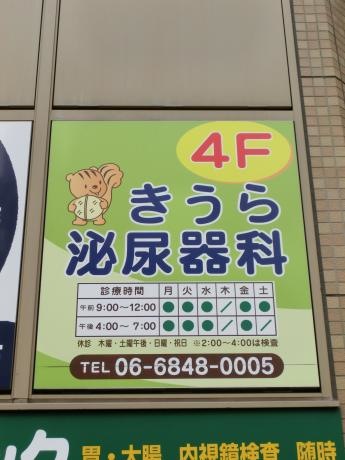 4F
きうら
泌尿器科
診療時間 月 火 水 木 金 土
午前 9:00〜12:00 ● ● ● / ● ●
午後 4:00〜 7:00 ● ● ● / ● /
休診 木曜・土曜午後・日曜・祝日 ※2:00〜4:00は検査
TEL 06-6848-0005
胃・大腸 内視鏡検査 随時